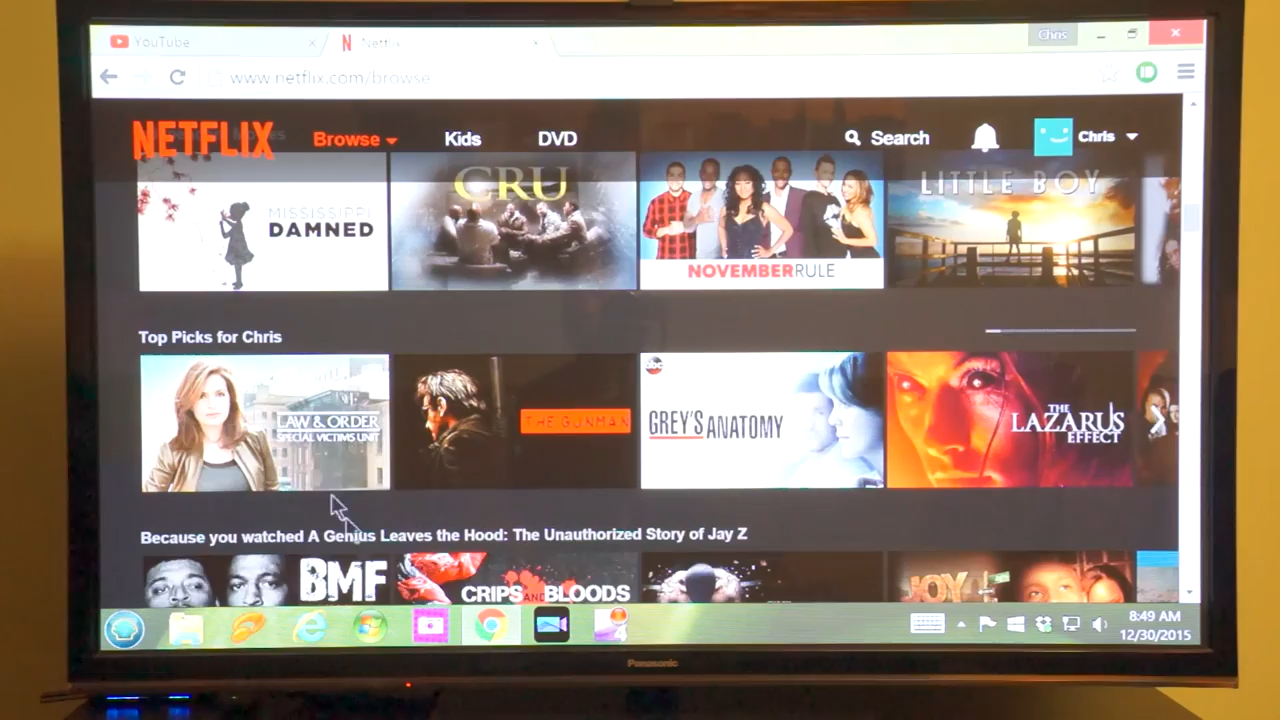 YouTube
Netflix
Chris
www.netflix.com/browse
NETFLIX
Browse
Kids
DVD
Search
Chris
MISSISSIPPI
DAMNED
CRU
NOVEMBERRULE
LITTLE BOY
Top Picks for Chris
LAW & ORDER
SPECIAL VICTIMS UNIT
THE GUNMAN
abc
GREY'S ANATOMY
THE
LAZARUS
EFFECT
Because you watched A Genius Leaves the Hood: The Unauthorized Story of Jay Z
BMF
CRIPS AND BLOODS
JOY
8:49 AM
12/30/2015
Panasonic